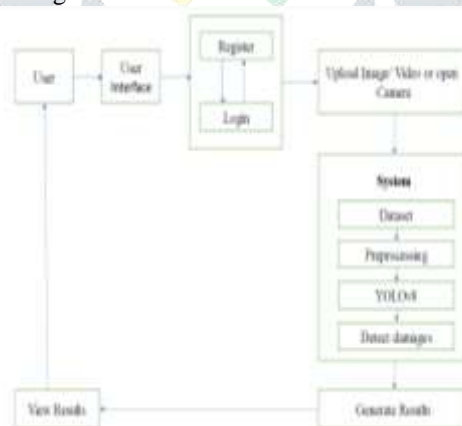 User
User
Interface
Register
Login
Upload Image/ Video or open
Camera
System
Dataset
Preprocessing
YOLOv8
Detect damages
View Results
Generate Results